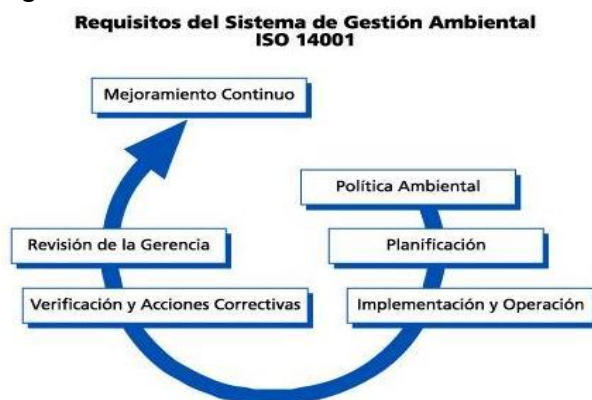 Requisitos del Sistema de Gestión Ambiental
ISO 14001
Mejoramiento Continuo
Política Ambiental
Revisión de la Gerencia
Planificación
Verificación y Acciones Correctivas
Implementación y Operación